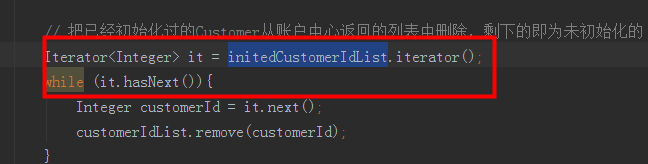 // 把已经初始化过的Customer从账户中心返回的列表中删除，剩下的即为未初始化的
Iterator<Integer> it = initedCustomerIdList.iterator();
while (it.hasNext()){
Integer customerId = it.next();
customerIdList.remove(customerId);
}